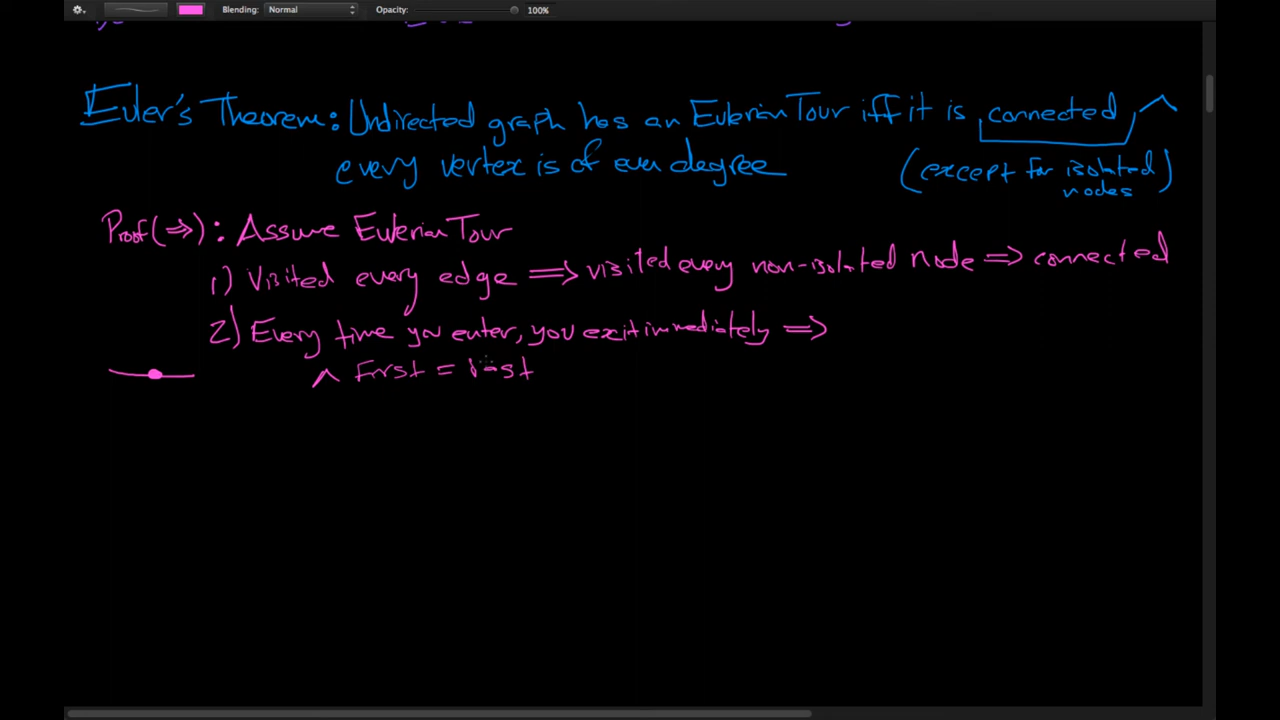 Blending: Normal Opacity: 100%
Euler's Theorem: Undirected graph has an Eulerian Tour iff it is connected ∧
every vertex is of even degree (except for isolated
nodes)
Proof (⇒): Assume Eulerian Tour
1) Visited every edge ⇒ visited every non-isolated node ⇒ connected
2) Every time you enter, you exit immediately ⇒
∧ First = last